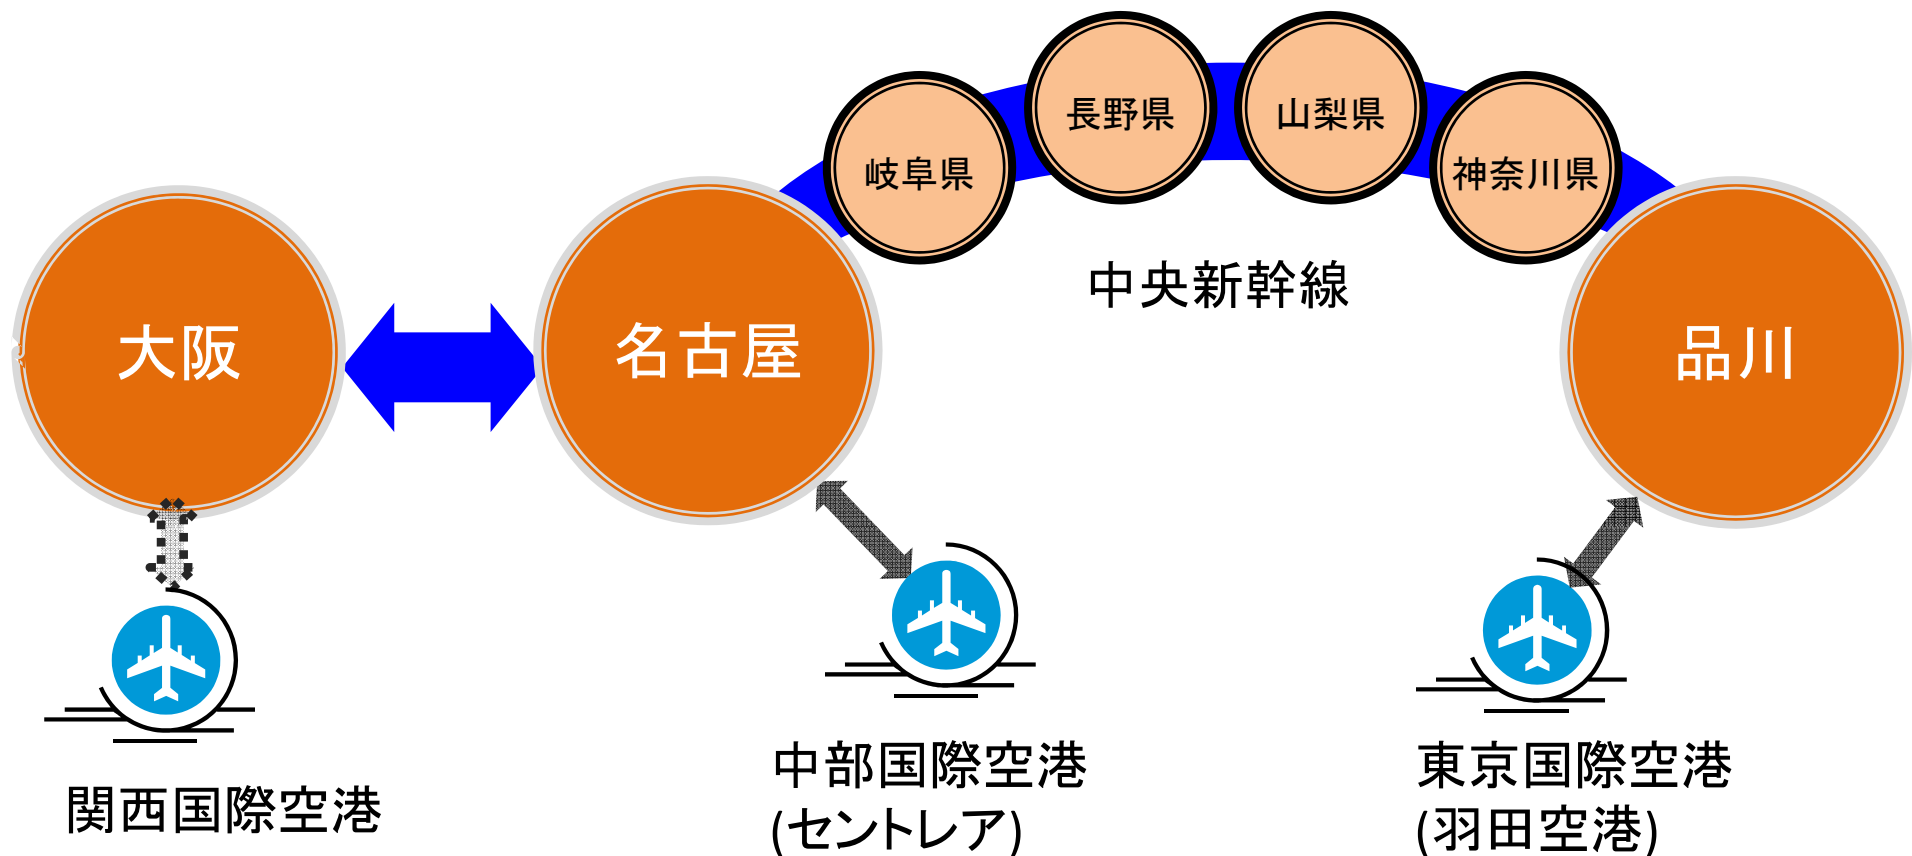 長野県
山梨県
岐阜県
神奈川県
中央新幹線
大阪
名古屋
品川
関西国際空港
中部国際空港
(セントレア)
東京国際空港
(羽田空港)